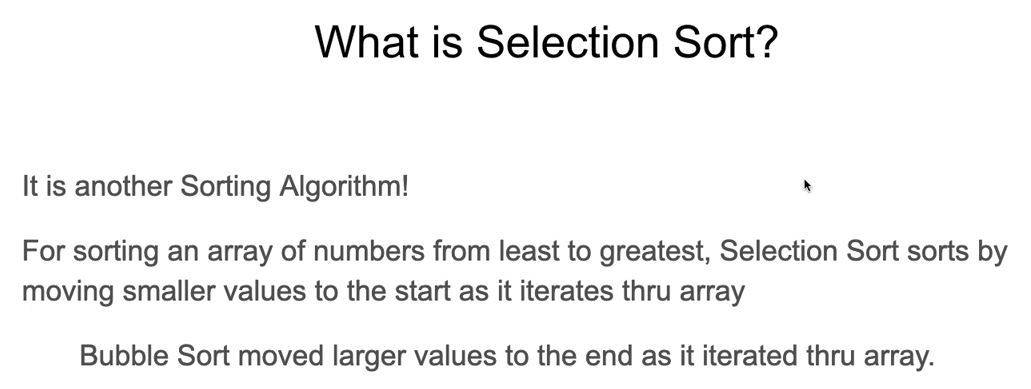 What is Selection Sort?
It is another Sorting Algorithm!
For sorting an array of numbers from least to greatest, Selection Sort sorts by
moving smaller values to the start as it iterates thru array
Bubble Sort moved larger values to the end as it iterated thru array.